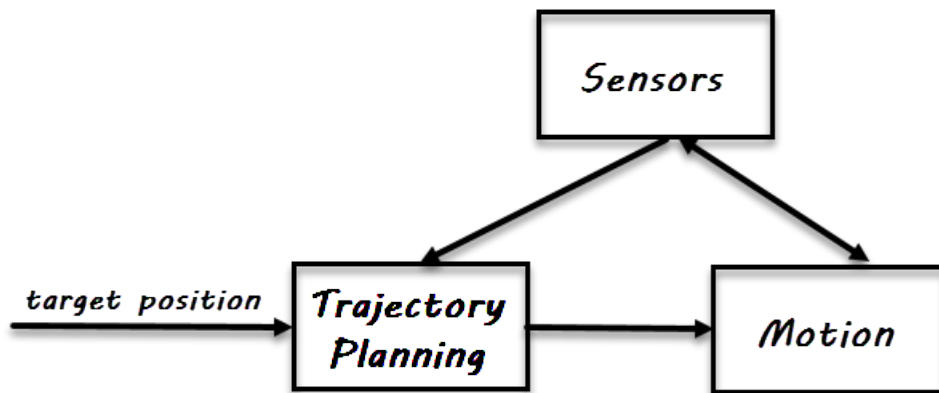 Sensors
target position
Trajectory
Planning
Motion